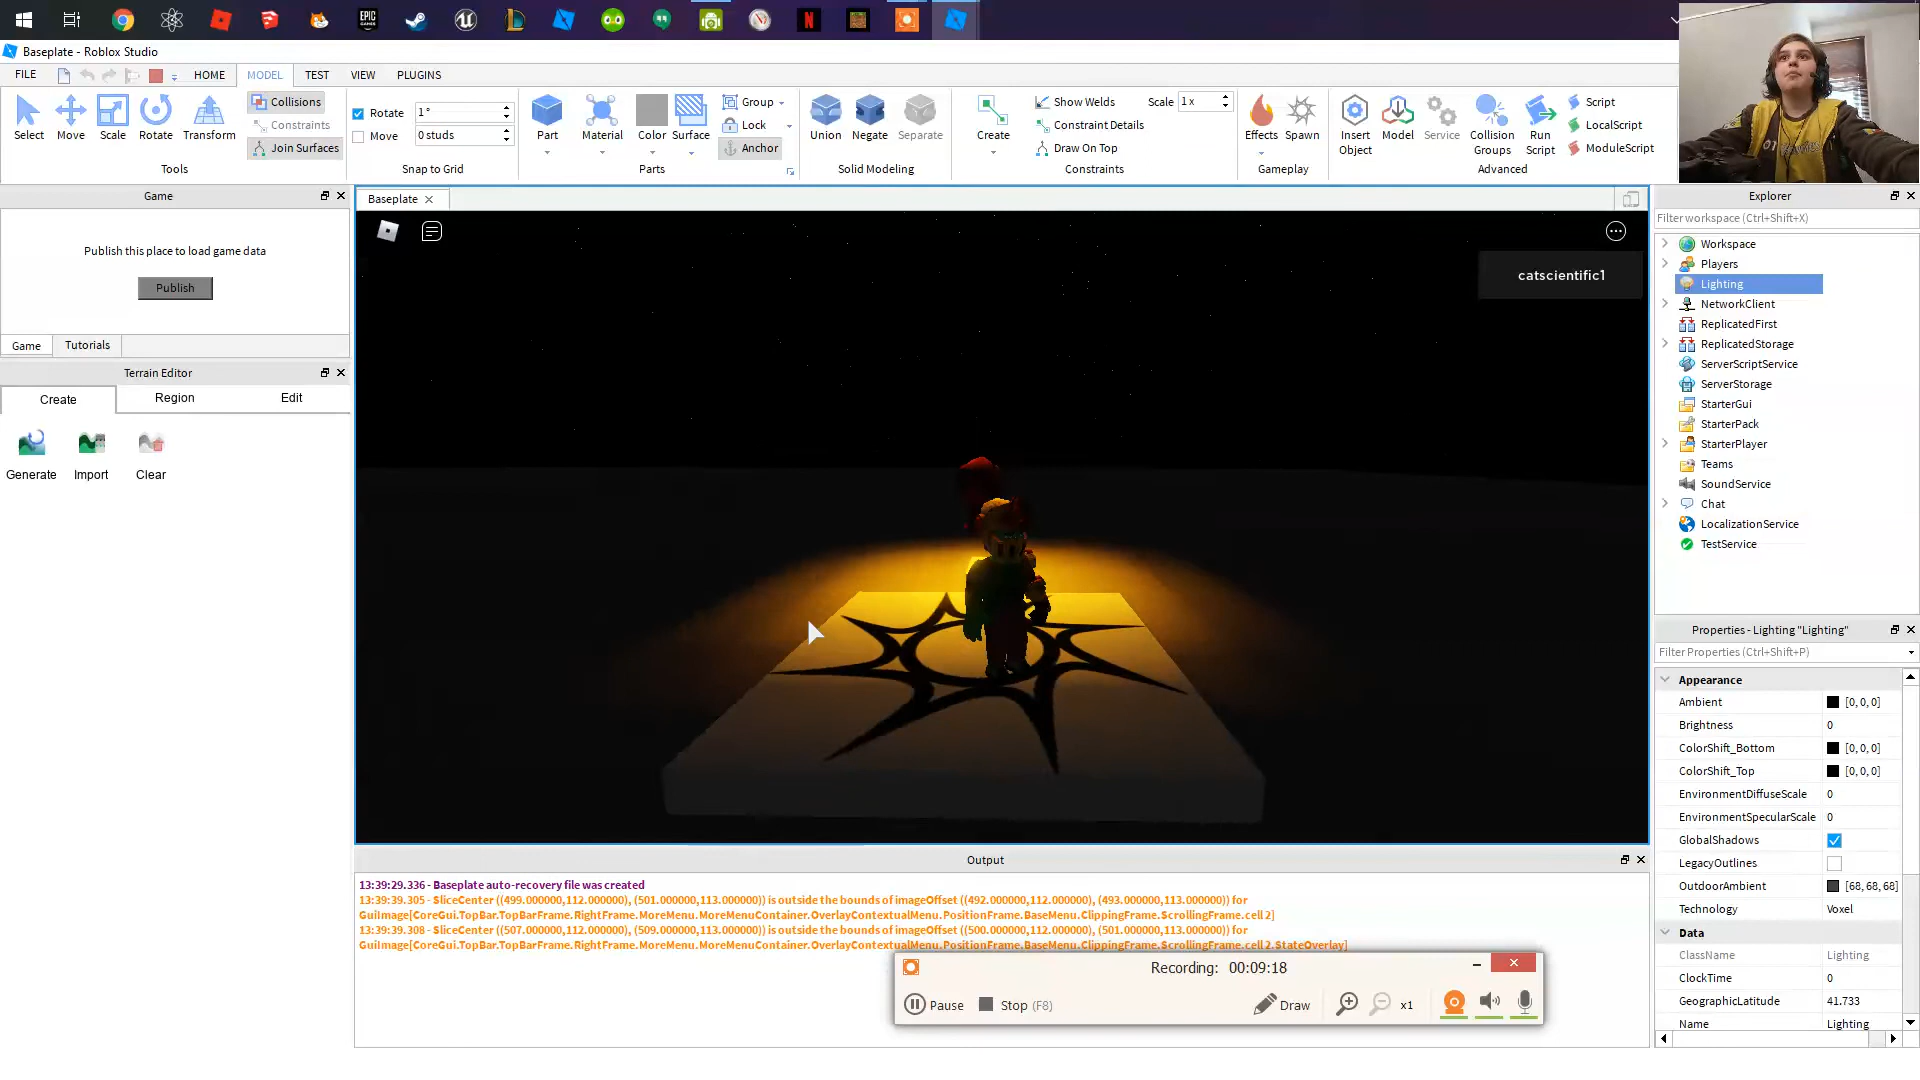 EPIC GAMES
N
Baseplate - Roblox Studio
FILE HOME MODEL TEST VIEW PLUGINS
Select Move Scale Rotate Transform
Collisions
Constraints
Join Surfaces
Tools
Rotate 1 °
Move 0 studs
Snap to Grid
Part Material Color Surface
Group
Lock
Anchor
Parts
Union Negate Separate
Solid Modeling
Create
Show Welds
Constraint Details
Draw On Top
Scale 1 x
Constraints
Effects Spawn
Gameplay
Insert Object
Model
Service
Collision Groups
Run Script
Script
LocalScript
ModuleScript
Advanced
Game
Publish this place to load game data
Publish
Game Tutorials
Terrain Editor
Create Region Edit
Generate Import Clear
Baseplate
catscientific1
Output
13:39:29.336 - Baseplate auto-recovery file was created
13:39:39.305 - SliceCenter ((499.000000,112.000000), (501.000000,113.000000)) is outside the bounds of imageOffset ((492.000000,112.000000), (493.000000,113.000000)) for
GuiImage[CoreGui.TopBar.TopBarFrame.RightFrame.MoreMenu.MoreMenuContainer.OverlayContextualMenu.PositionFrame.BaseMenu.ClippingFrame.ScrollingFrame.cell 2]
13:39:39.308 - SliceCenter ((507.000000,112.000000), (509.000000,113.000000)) is outside the bounds of imageOffset ((500.000000,112.000000), (501.000000,113.000000)) for
GuiImage[CoreGui.TopBar.TopBarFrame.RightFrame.MoreMenu.MoreMenuContainer.OverlayContextualMenu.PositionFrame.BaseMenu.ClippingFrame.ScrollingFrame.cell 2.StateOverlay]
Recording: 00:09:18
Pause Stop (F8) Draw x1
Explorer
Filter workspace (Ctrl+Shift+X)
Workspace
Players
Lighting
NetworkClient
ReplicatedFirst
ReplicatedStorage
ServerScriptService
ServerStorage
StarterGui
StarterPack
StarterPlayer
Teams
SoundService
Chat
LocalizationService
TestService
Properties - Lighting "Lighting"
Filter Properties (Ctrl+Shift+P)
Appearance
Ambient [0, 0, 0]
Brightness 0
ColorShift_Bottom [0, 0, 0]
ColorShift_Top [0, 0, 0]
EnvironmentDiffuseScale 0
EnvironmentSpecularScale 0
GlobalShadows
LegacyOutlines
OutdoorAmbient [68, 68, 68]
Technology Voxel
Data
ClassName Lighting
ClockTime 0
GeographicLatitude 41.733
Name Lighting